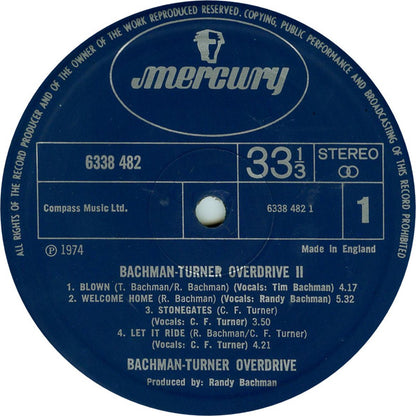 ALL RIGHTS OF THE RECORD PRODUCER AND OF THE OWNER OF THE WORK REPRODUCED RESERVED. COPYING, PUBLIC PERFORMANCE AND BROADCASTING OF THIS RECORD PROHIBITED
mercury
6338 482
33 1/3
STEREO
Compass Music Ltd.
6338 482 1
1
℗ 1974
Made in England
BACHMAN-TURNER OVERDRIVE II
1. BLOWN (T. Bachman/R. Bachman) (Vocals: Tim Bachman) 4.17
2. WELCOME HOME (R. Bachman) (Vocals: Randy Bachman) 5.32
3. STONEGATES (C. F. Turner)
(Vocals: C. F. Turner) 3.50
4. LET IT RIDE (R. Bachman/C. F. Turner)
(Vocals: C. F. Turner) 4.21
BACHMAN-TURNER OVERDRIVE
Produced by: Randy Bachman